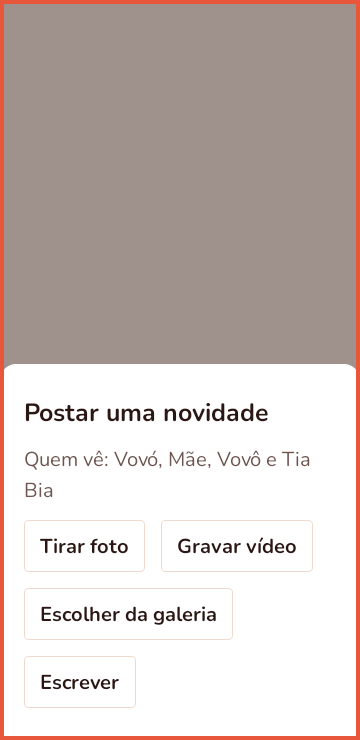 Postar uma novidade
Quem vê: Vovó, Mãe, Vovô e Tia
Bia
Tirar foto
Gravar vídeo
Escolher da galeria
Escrever